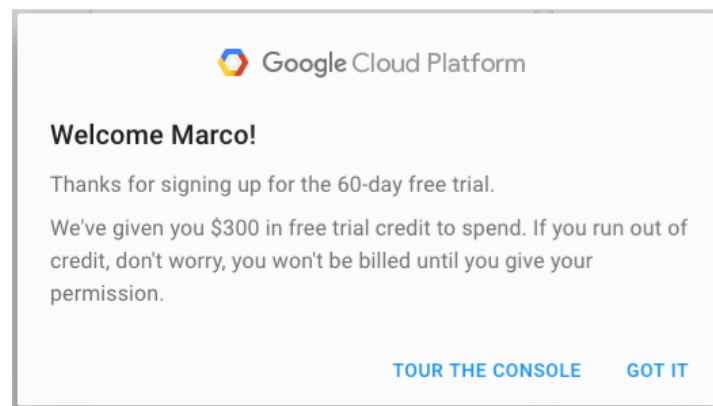 Google Cloud Platform
Welcome Marco!
Thanks for signing up for the 60-day free trial.
We've given you $300 in free trial credit to spend. If you run out of
credit, don't worry, you won't be billed until you give your
permission.
TOUR THE CONSOLE GOT IT